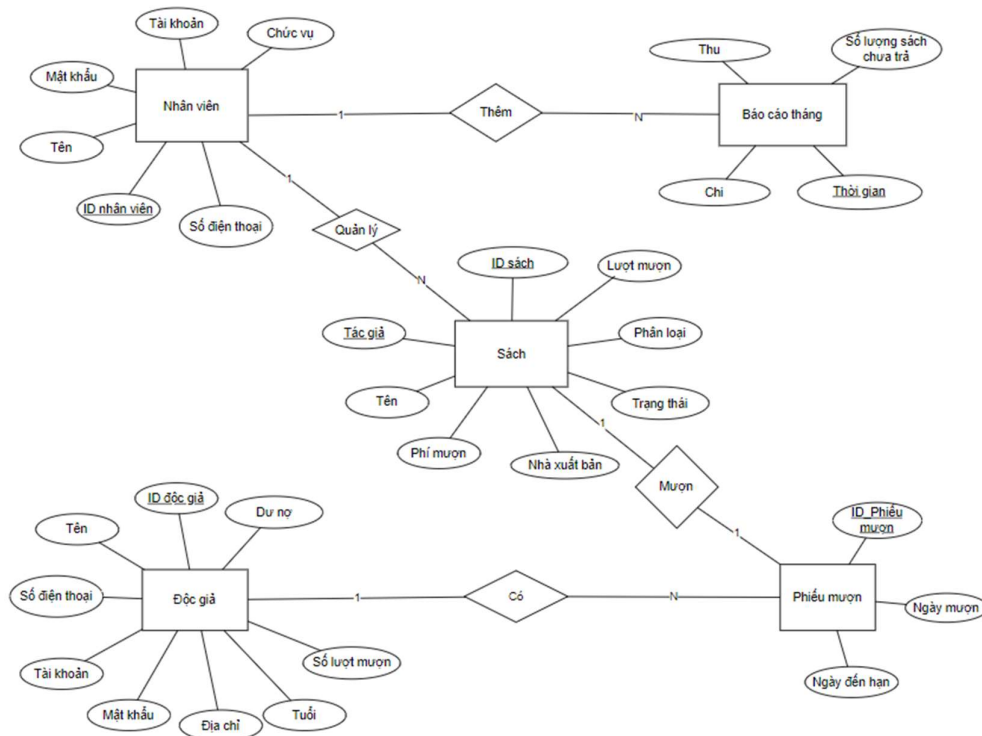 Tài khoản
Chức vụ
Mật khẩu
Nhân viên
Tên
ID nhân viên
Số điện thoại
1
Thêm
N
Thu
Số lượng sách
chưa trả
Báo cáo tháng
Chi
Thời gian
1
Quản lý
N
ID sách
Lượt mượn
Tác giả
Sách
Phân loại
Tên
Trạng thái
Phí mượn
Nhà xuất bản
1
Mượn
1
ID độc giả
Dư nợ
Tên
Số điện thoại
Độc giả
Tài khoản
Mật khẩu
Địa chỉ
Tuổi
Số lượt mượn
1
Có
N
ID_Phiếu
mượn
Phiếu mượn
Ngày mượn
Ngày đến hạn